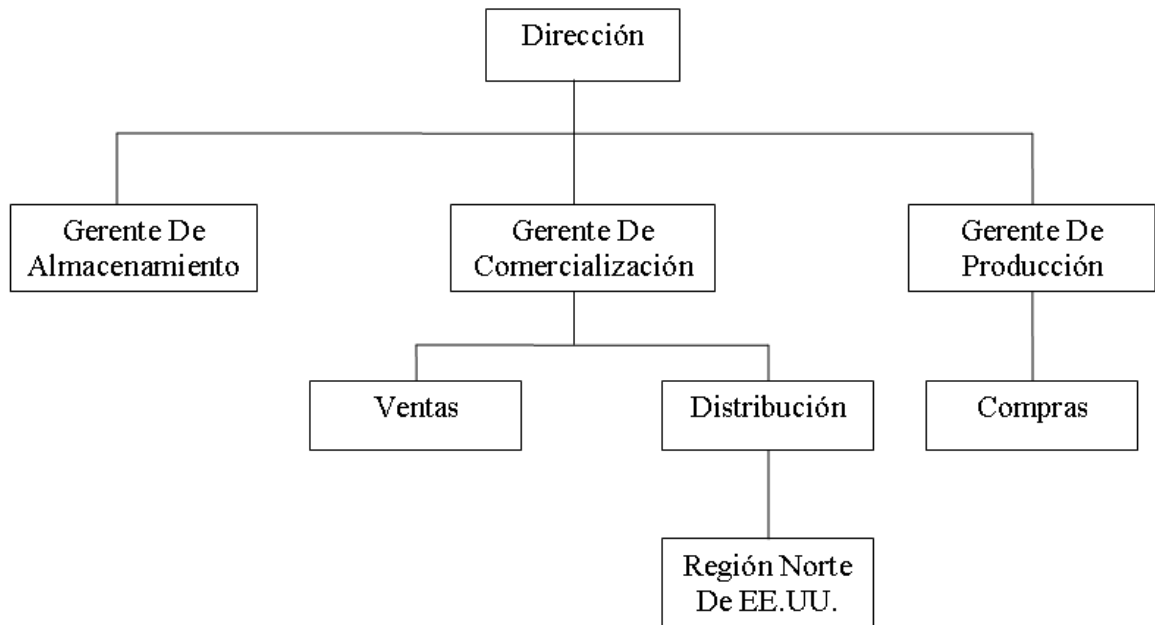 Dirección
Gerente De
Almacenamiento
Gerente De
Comercialización
Gerente De
Producción
Ventas
Distribución
Compras
Región Norte
De EE.UU.